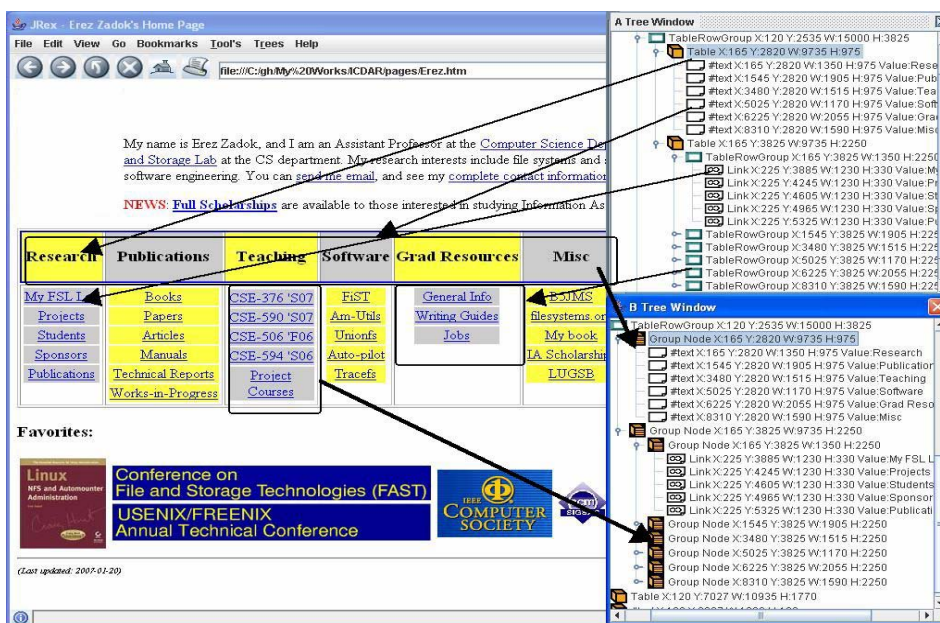 JRex - Erez Zadok's Home Page
File Edit View Go Bookmarks Tool's Trees Help
file:///C:/gh/My%20Works/ICDAR/pages/Erez.htm
My name is Erez Zadok, and I am an Assistant Professor at the Computer Science De
and Storage Lab at the CS department. My research interests include file systems and
software engineering. You can send me email, and see my complete contact information
NEWS: Full Scholarships are available to those interested in studying Information As
Research Publications Teaching Software Grad Resources Misc
My FSL L Books CSE-376 'S07 FiST General Info B5JMS
Projects Papers CSE-590 'S07 Am-Utils Writing Guides filesystems.or
Students Articles CSE-506 'F06 Unionfs Jobs My book
Sponsors Manuals CSE-594 'S06 Auto-pilot IA Scholarship
Publications Technical Reports Project Tracefs LUGSB
Works-in-Progress Courses
Favorites:
Linux
NFS and Automounter
Administration
Conference on
File and Storage Technologies (FAST)
USENIX/FREENIX
Annual Technical Conference
IEEE
COMPUTER
SOCIETY
acm
(Last updated: 2007-01-20)
A Tree Window
TableRowGroup X:120 Y:2535 W:15000 H:3825
Table X:165 Y:2820 W:9735 H:975
#text X:165 Y:2820 W:1350 H:975 Value:Rese
#text X:1545 Y:2820 W:1905 H:975 Value:Pub
#text X:3480 Y:2820 W:1515 H:975 Value:Tea
#text X:5025 Y:2820 W:1170 H:975 Value:Soft
#text X:6225 Y:2820 W:2055 H:975 Value:Grad
#text X:8310 Y:2820 W:1590 H:975 Value:Misc
Table X:165 Y:3825 W:9735 H:2250
TableRowGroup X:165 Y:3825 W:1350 H:2250
Link X:225 Y:3885 W:1230 H:330 Value:My
Link X:225 Y:4245 W:1230 H:330 Value:Pr
Link X:225 Y:4605 W:1230 H:330 Value:St
Link X:225 Y:4965 W:1230 H:330 Value:Sp
Link X:225 Y:5325 W:1230 H:330 Value:Pu
TableRowGroup X:1545 Y:3825 W:1905 H:225
TableRowGroup X:3480 Y:3825 W:1515 H:225
TableRowGroup X:5025 Y:3825 W:1170 H:225
TableRowGroup X:6225 Y:3825 W:2055 H:225
TableRowGroup X:8310 Y:3825 W:1590 H:225
B Tree Window
TableRowGroup X:120 Y:2535 W:15000 H:3825
Group Node X:165 Y:2820 W:9735 H:975
#text X:165 Y:2820 W:1350 H:975 Value:Research
#text X:1545 Y:2820 W:1905 H:975 Value:Publication
#text X:3480 Y:2820 W:1515 H:975 Value:Teaching
#text X:5025 Y:2820 W:1170 H:975 Value:Software
#text X:6225 Y:2820 W:2055 H:975 Value:Grad Reso
#text X:8310 Y:2820 W:1590 H:975 Value:Misc
Group Node X:165 Y:3825 W:9735 H:2250
Group Node X:165 Y:3825 W:1350 H:2250
Link X:225 Y:3885 W:1230 H:330 Value:My FSL L
Link X:225 Y:4245 W:1230 H:330 Value:Projects
Link X:225 Y:4605 W:1230 H:330 Value:Students
Link X:225 Y:4965 W:1230 H:330 Value:Sponsor
Link X:225 Y:5325 W:1230 H:330 Value:Publicati
Group Node X:1545 Y:3825 W:1905 H:2250
Group Node X:3480 Y:3825 W:1515 H:2250
Group Node X:5025 Y:3825 W:1170 H:2250
Group Node X:6225 Y:3825 W:2055 H:2250
Group Node X:8310 Y:3825 W:1590 H:2250
Table X:120 Y:7027 W:10935 H:1770